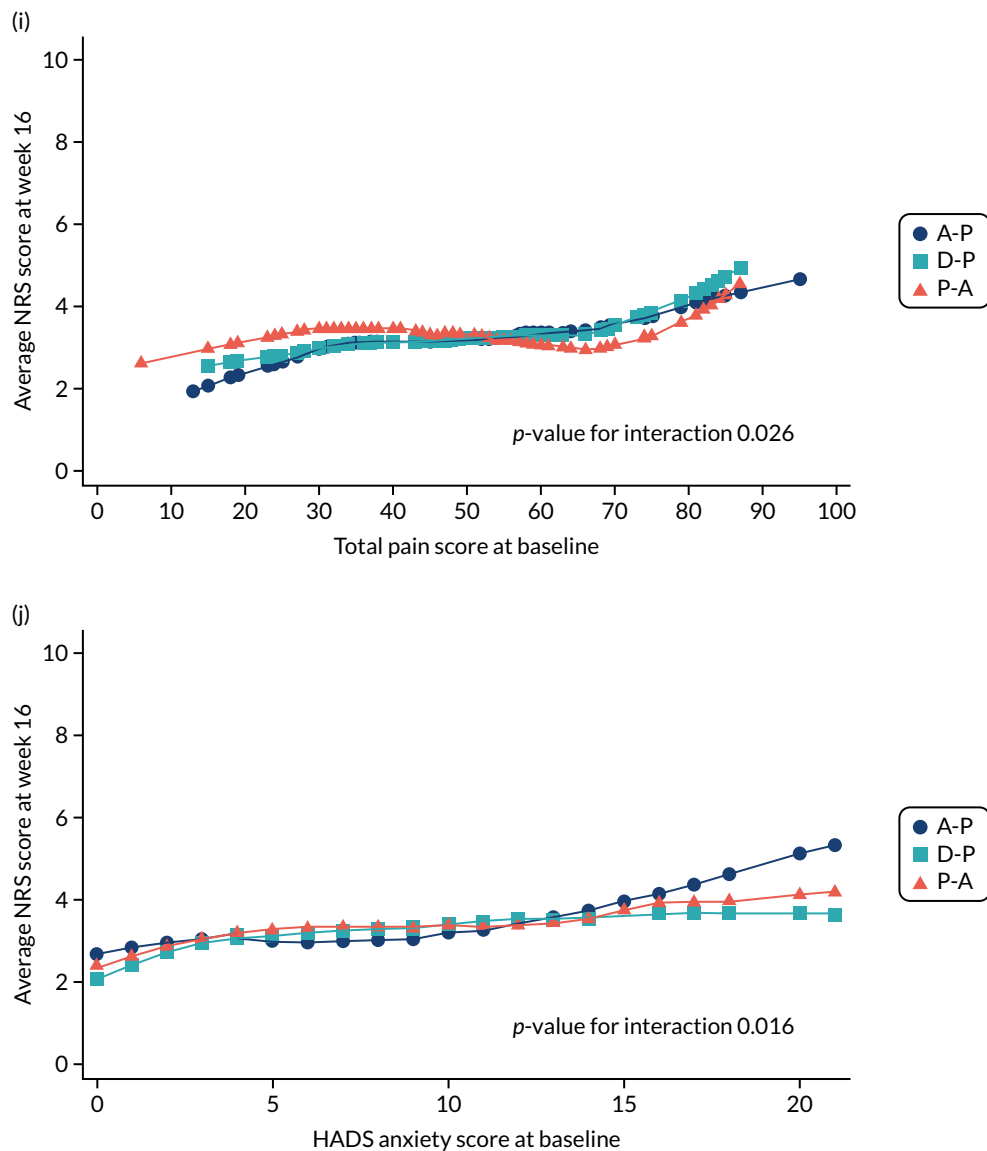 (i)
10
8
6
4
2
0
Average NRS score at week 16
A-P
D-P
P-A
p-value for interaction 0.026
0 10 20 30 40 50 60 70 80 90 100
Total pain score at baseline
(j)
10
8
6
4
2
0
Average NRS score at week 16
A-P
D-P
P-A
p-value for interaction 0.016
0 5 10 15 20
HADS anxiety score at baseline